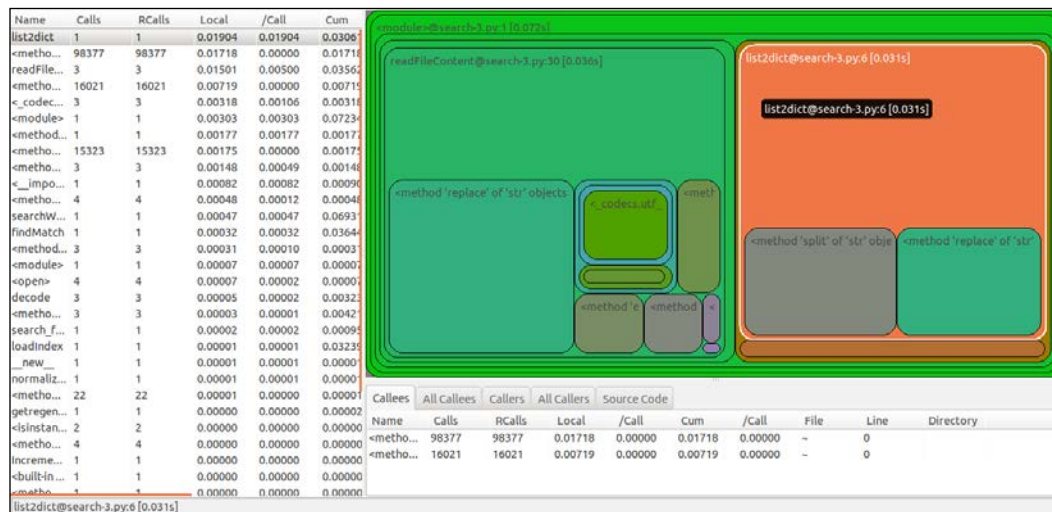 Name Calls RCalls Local /Call Cum
list2dict 1 1 0.01904 0.01904 0.0306
<metho... 98377 98377 0.01718 0.00000 0.01718
readFile... 3 3 0.01501 0.00500 0.03562
<metho... 16021 16021 0.00719 0.00000 0.00719
<_codec... 3 3 0.00318 0.00106 0.00318
<module> 1 1 0.00303 0.00303 0.07234
<method... 1 1 0.00177 0.00177 0.00177
<metho... 15323 15323 0.00175 0.00000 0.00175
<metho... 3 3 0.00148 0.00049 0.00148
<__impo... 1 1 0.00082 0.00082 0.00090
<metho... 4 4 0.00048 0.00012 0.00048
searchW... 1 1 0.00047 0.00047 0.06931
findMatch 1 1 0.00032 0.00032 0.03644
<method... 3 3 0.00031 0.00010 0.00031
<module> 1 1 0.00007 0.00007 0.00007
<open> 4 4 0.00007 0.00002 0.00007
decode 3 3 0.00005 0.00002 0.00323
<metho... 3 3 0.00003 0.00001 0.00421
search_f... 1 1 0.00002 0.00002 0.00095
loadIndex 1 1 0.00001 0.00001 0.03239
__new__ 1 1 0.00001 0.00001 0.00001
normaliz... 1 1 0.00001 0.00001 0.00001
<metho... 22 22 0.00001 0.00000 0.00001
getregen... 1 1 0.00000 0.00000 0.00002
<isinstan... 2 2 0.00000 0.00000 0.00000
<metho... 4 4 0.00000 0.00000 0.00000
Increme... 1 1 0.00000 0.00000 0.00000
<built-in ... 1 1 0.00000 0.00000 0.00000
<metho... 1 1 0.00000 0.00000 0.00000
<module>@search-3.py:1 [0.072s]
readFileContent@search-3.py:30 [0.036s]
list2dict@search-3.py:6 [0.031s]
list2dict@search-3.py:6 [0.031s]
<method 'replace' of 'str' objects
<_codecs.utf_
<meth
<method 'e
<method
<
<method 'split' of 'str' obje
<method 'replace' of 'str'
Callees All Callees Callers All Callers Source Code
Name Calls RCalls Local /Call Cum /Call File Line Directory
<metho... 98377 98377 0.01718 0.00000 0.01718 0.00000 ~ 0
<metho... 16021 16021 0.00719 0.00000 0.00719 0.00000 ~ 0
list2dict@search-3.py:6 [0.031s]